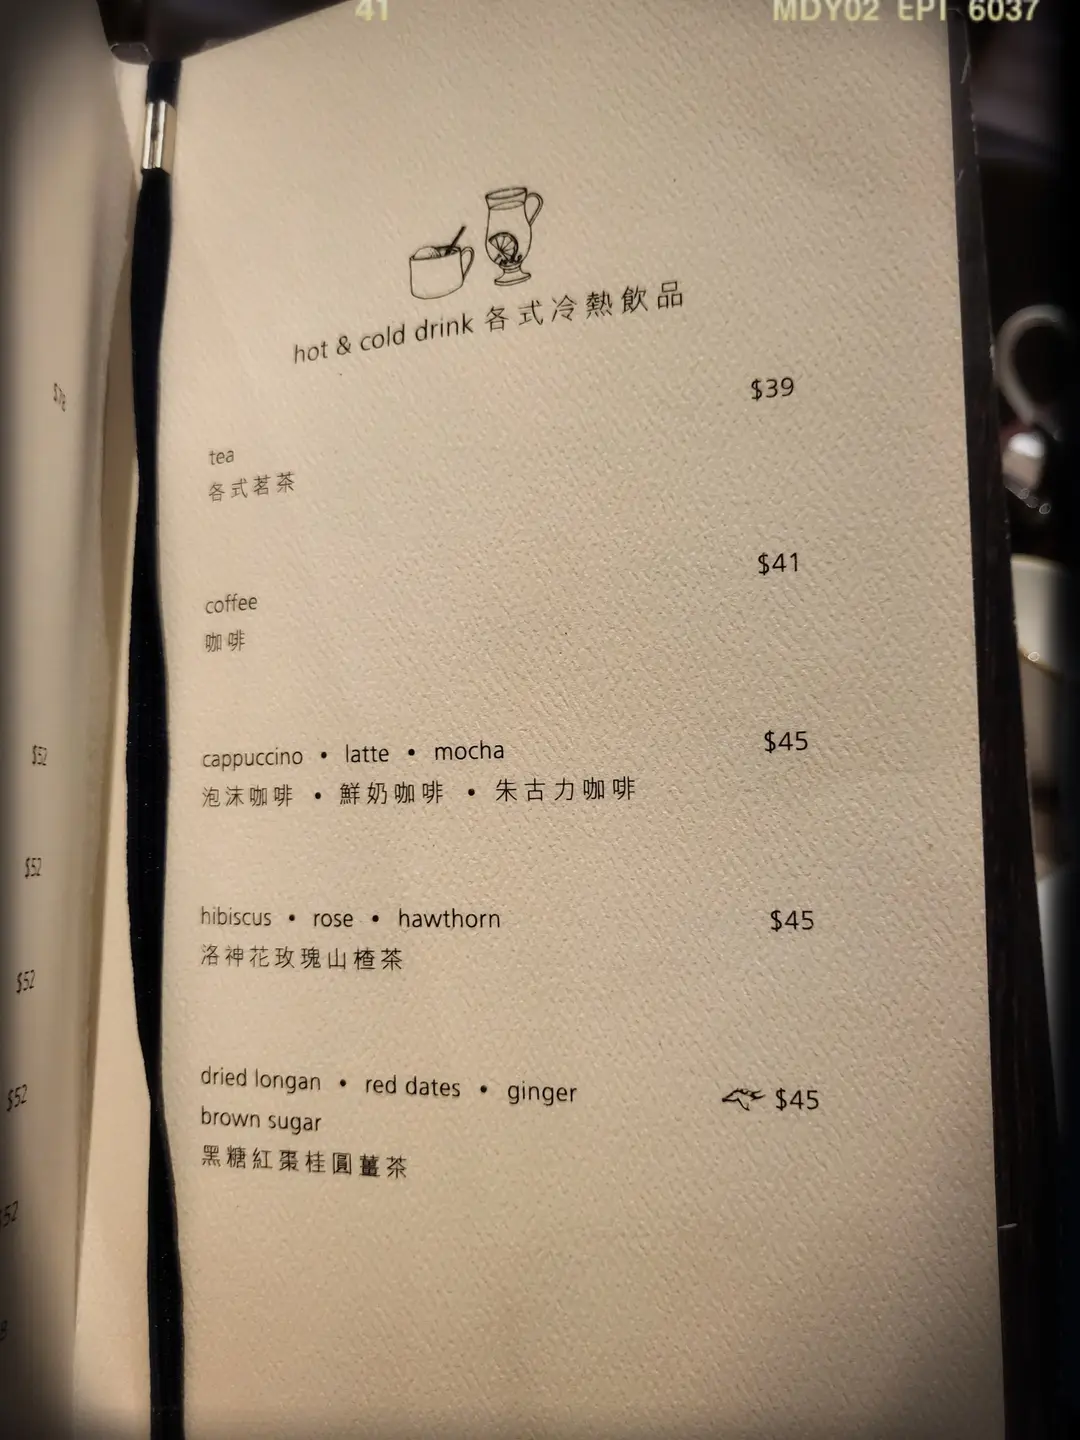 41 MDY02 EPT 6037
hot & cold drink 各式冷熱飲品
$39
tea
各式茗茶
$41
coffee
咖啡
cappuccino • latte • mocha $45
泡沫咖啡 • 鮮奶咖啡 • 朱古力咖啡
hibiscus • rose • hawthorn $45
洛神花玫瑰山楂茶
dried longan • red dates • ginger $45
brown sugar
黑糖紅棗桂圓薑茶
$78
$52
$52
$52
$52
$52